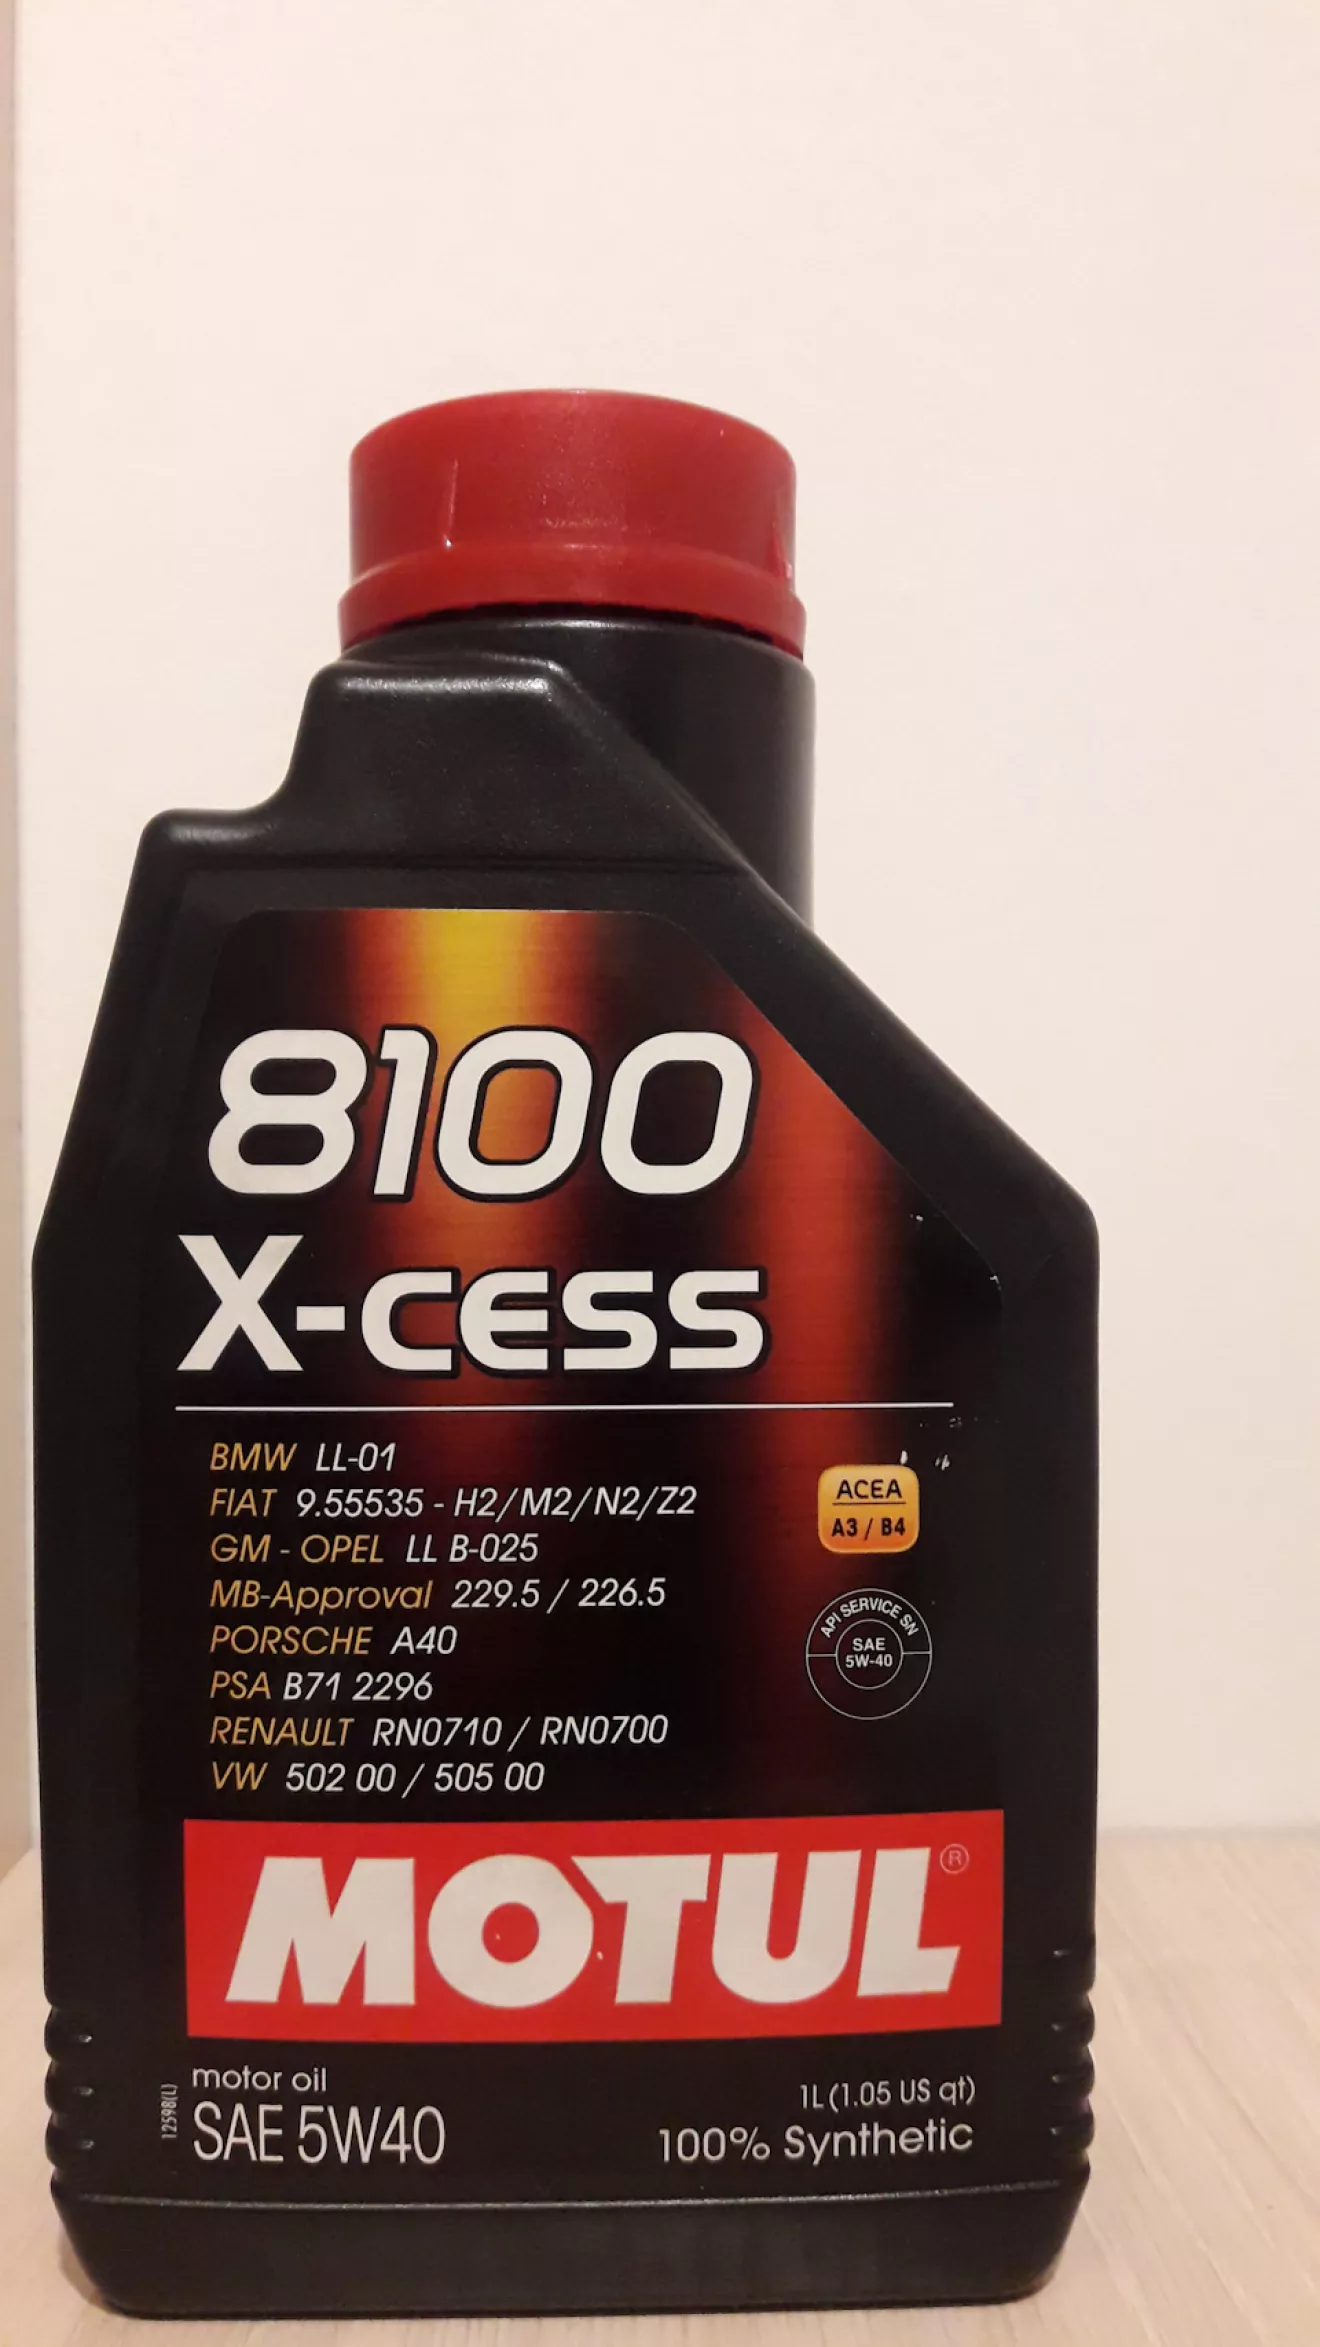 8100
X-CESS
BMW LL-01
FIAT 9.55535 - H2/M2/N2/Z2
GM - OPEL LL B-025
MB-Approval 229.5 / 226.5
PORSCHE A40
PSA B71 2296
RENAULT RN0710 / RN0700
VW 502 00 / 505 00
ACEA
A3 / B4
API SERVICE SN
SAE
5W-40
MOTUL®
motor oil
SAE 5W40
12598(L)
1L (1.05 US qt)
100% Synthetic